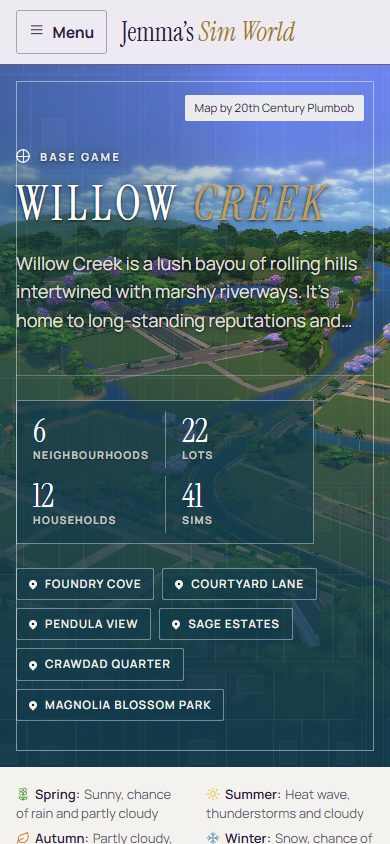 Menu
Jemma's Sim World
Map by 20th Century Plumbob
BASE GAME
WILLOW CREEK
Willow Creek is a lush bayou of rolling hills
intertwined with marshy riverways. It's
home to long-standing reputations and...
6
NEIGHBOURHOODS
22
LOTS
12
HOUSEHOLDS
41
SIMS
FOUNDRY COVE
COURTYARD LANE
PENDULA VIEW
SAGE ESTATES
CRAWDAD QUARTER
MAGNOLIA BLOSSOM PARK
Spring: Sunny, chance
of rain and partly cloudy
Summer: Heat wave,
thunderstorms and cloudy
Autumn: Partly cloudy,
Winter: Snow, chance of